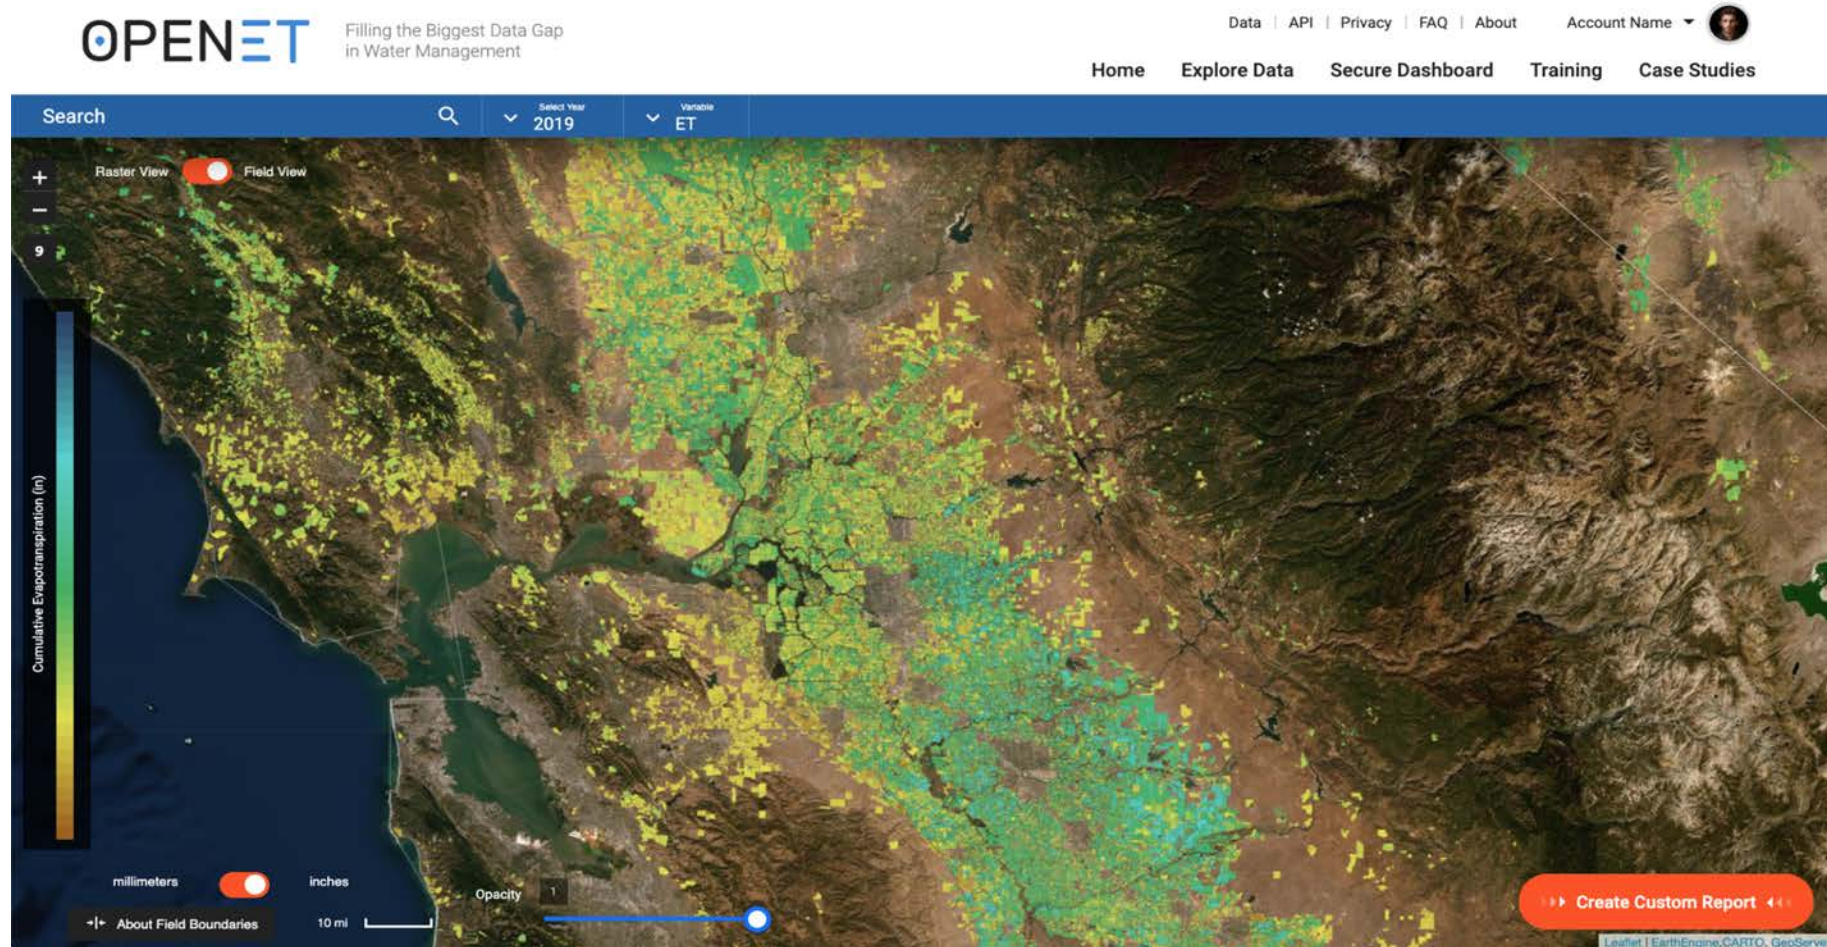 OPENET
Filling the Biggest Data Gap
in Water Management
Data | API | Privacy | FAQ | About
Account Name
Home
Explore Data
Secure Dashboard
Training
Case Studies
Search
Select Year
2019
Variable
ET
+
Raster View
Field View
−
9
Cumulative Evapotranspiration (in)
millimeters
inches
Opacity
1
About Field Boundaries
10 mi
Create Custom Report
Leaflet | EarthEngine,CARTO, GeoServe